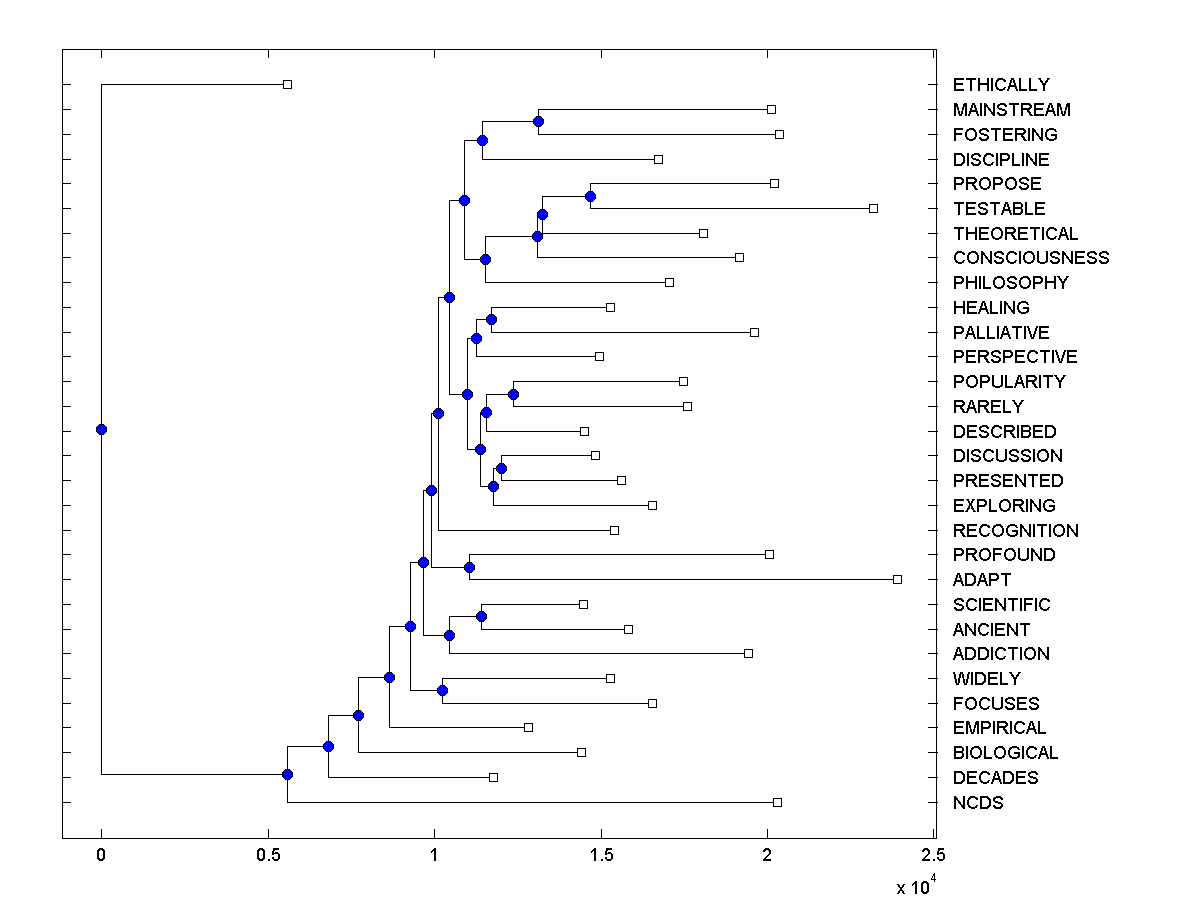 ETHICALLY
MAINSTREAM
FOSTERING
DISCIPLINE
PROPOSE
TESTABLE
THEORETICAL
CONSCIOUSNESS
PHILOSOPHY
HEALING
PALLIATIVE
PERSPECTIVE
POPULARITY
RARELY
DESCRIBED
DISCUSSION
PRESENTED
EXPLORING
RECOGNITION
PROFOUND
ADAPT
SCIENTIFIC
ANCIENT
ADDICTION
WIDELY
FOCUSES
EMPIRICAL
BIOLOGICAL
DECADES
NCDS
0 0.5 1 1.5 2 2.5
x 10^4